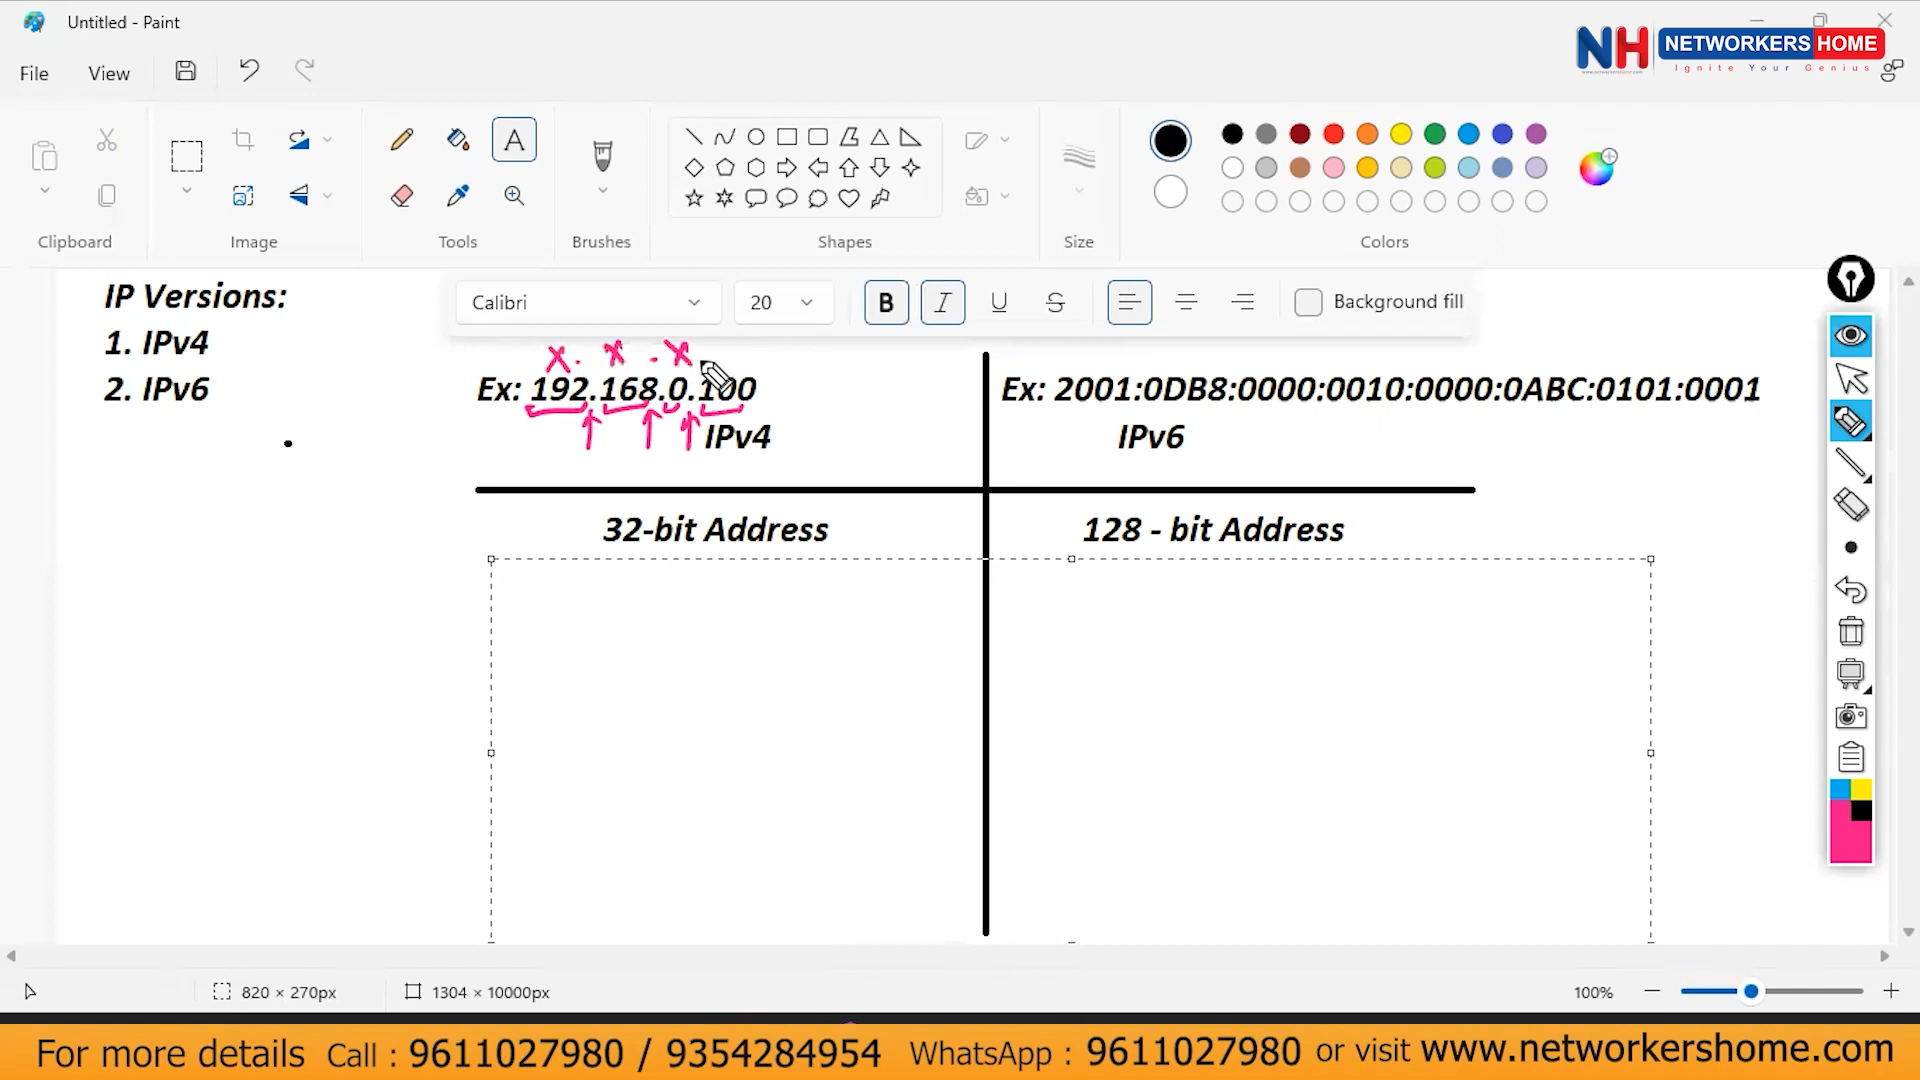 Untitled - Paint
NH NETWORKERS HOME
Ignite Your Genius
File View
A
Clipboard Image Tools Brushes Shapes Size Colors
Calibri 20 B I U S Background fill
IP Versions:
1. IPv4
2. IPv6
x. x. x
Ex: 192.168.0.100
IPv4
32-bit Address
Ex: 2001:0DB8:0000:0010:0000:0ABC:0101:0001
IPv6
128 - bit Address
820 × 270px 1304 × 10000px 100%
For more details Call : 9611027980 / 9354284954 WhatsApp : 9611027980 or visit www.networkershome.com